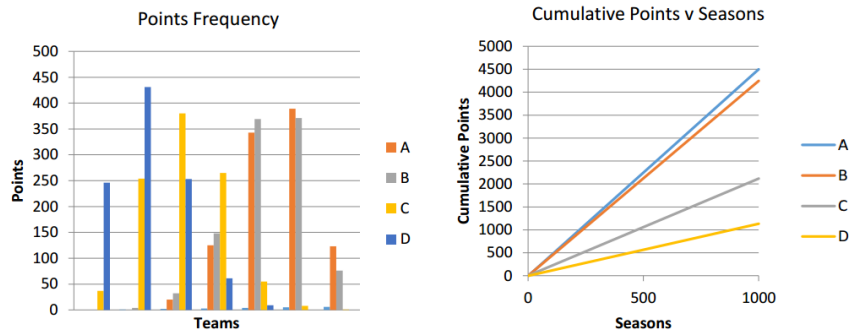 Points Frequency
500
450
400
350
300
250
200
150
100
50
0
Points
Teams
A
B
C
D
Cumulative Points v Seasons
5000
4500
4000
3500
3000
2500
2000
1500
1000
500
0
Cumulative Points
0 500 1000
Seasons
A
B
C
D